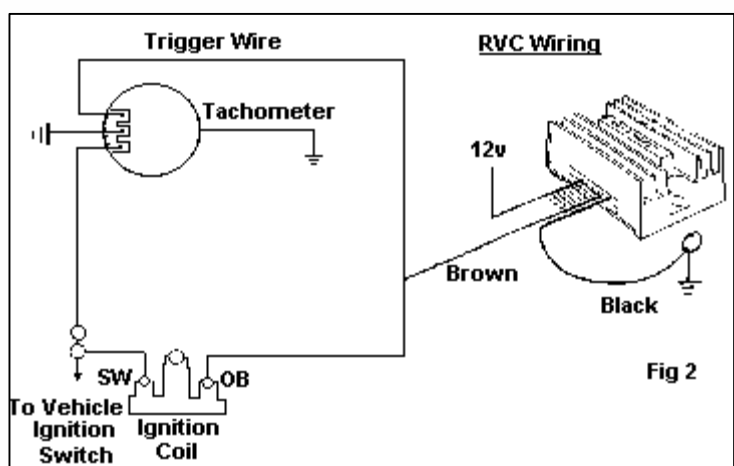 Trigger Wire
RVC Wiring
Tachometer
12v
Brown
Black
SW
OB
Fig 2
To Vehicle
Ignition
Switch
Ignition
Coil